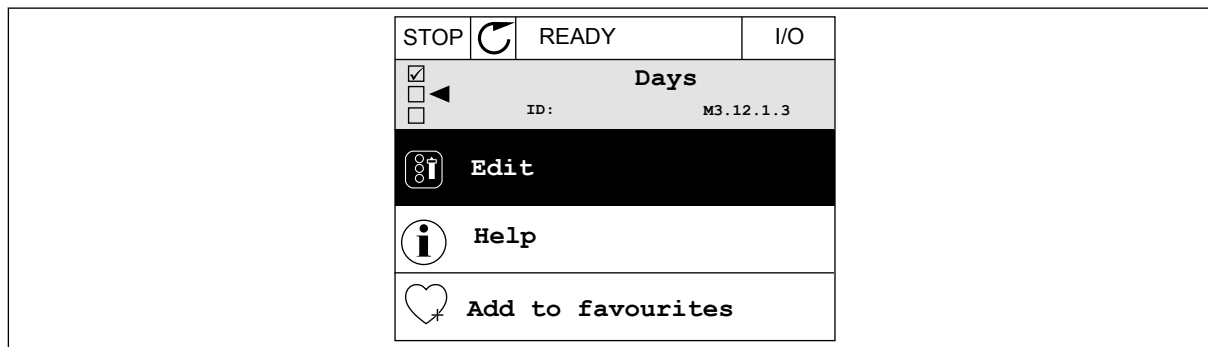 STOP READY I/O
Days
ID: M3.12.1.3
Edit
Help
Add to favourites